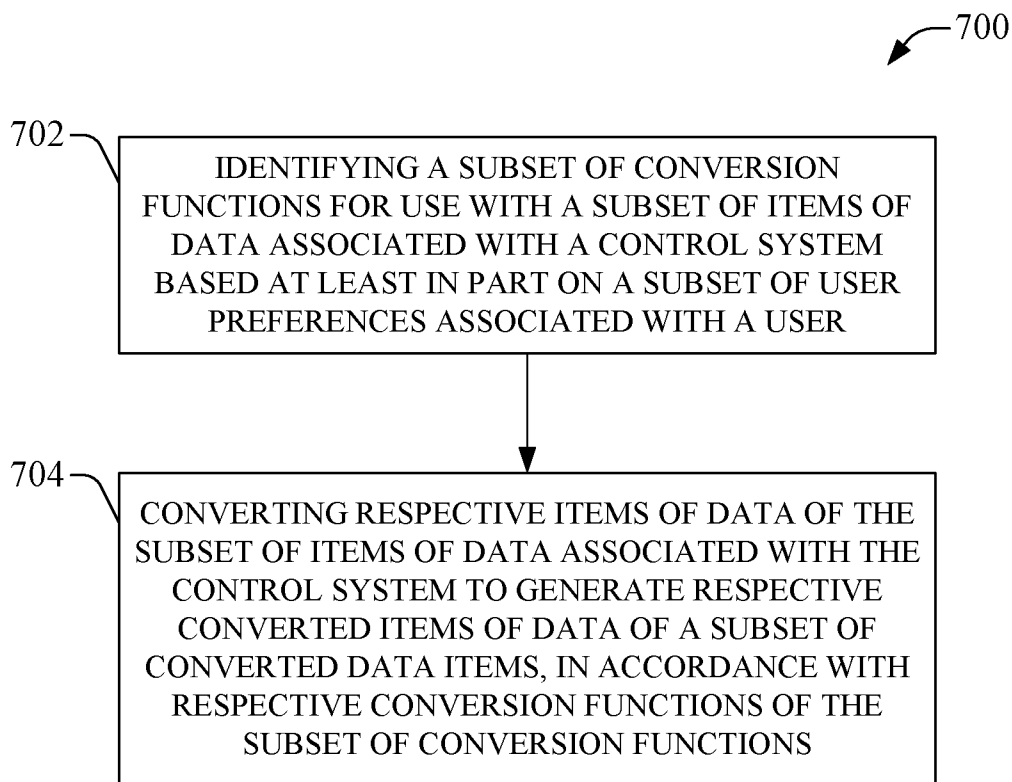 700
702
IDENTIFYING A SUBSET OF CONVERSION
FUNCTIONS FOR USE WITH A SUBSET OF ITEMS OF
DATA ASSOCIATED WITH A CONTROL SYSTEM
BASED AT LEAST IN PART ON A SUBSET OF USER
PREFERENCES ASSOCIATED WITH A USER
704
CONVERTING RESPECTIVE ITEMS OF DATA OF THE
SUBSET OF ITEMS OF DATA ASSOCIATED WITH THE
CONTROL SYSTEM TO GENERATE RESPECTIVE
CONVERTED ITEMS OF DATA OF A SUBSET OF
CONVERTED DATA ITEMS, IN ACCORDANCE WITH
RESPECTIVE CONVERSION FUNCTIONS OF THE
SUBSET OF CONVERSION FUNCTIONS